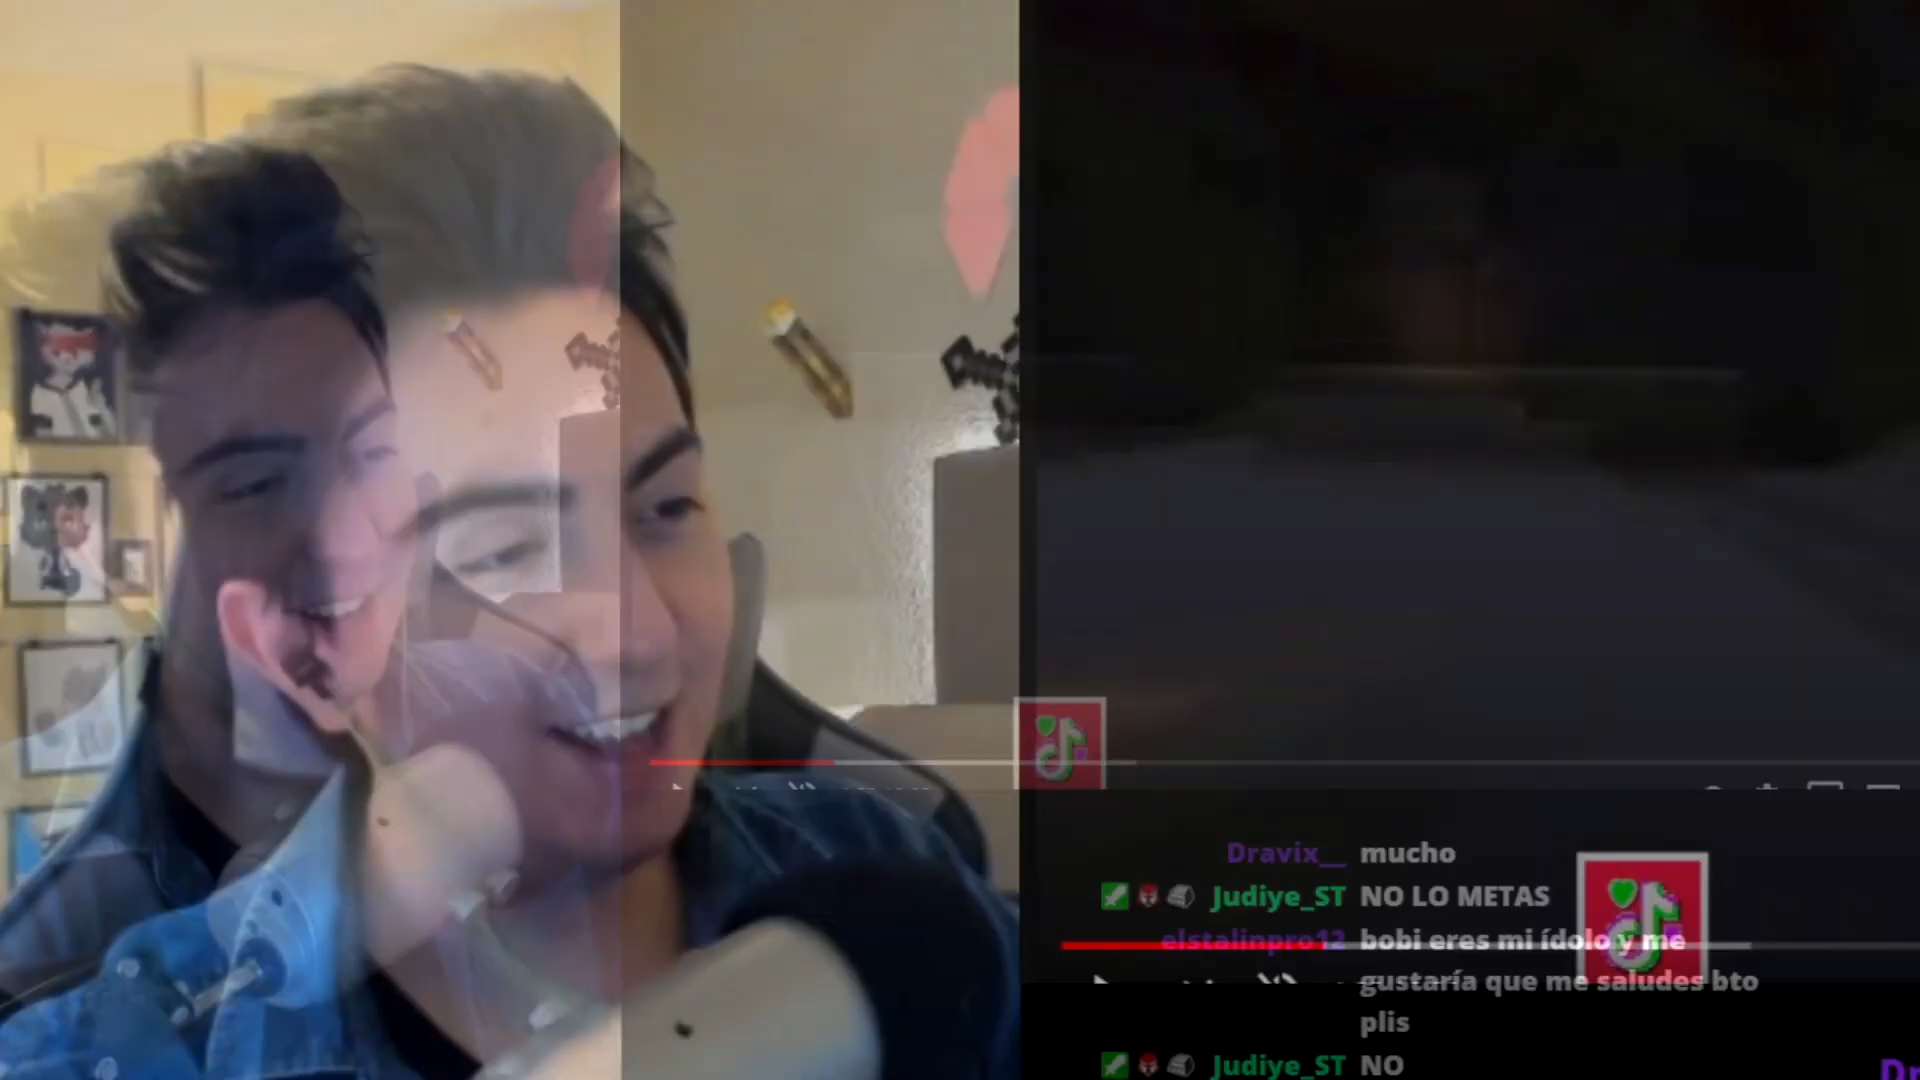 Dravix__ mucho
Judiye_ST NO LO METAS
elstalinpro12 bobi eres mi ídolo y me
gustaría que me saludes bto
plis
Judiye_ST NO
Dr